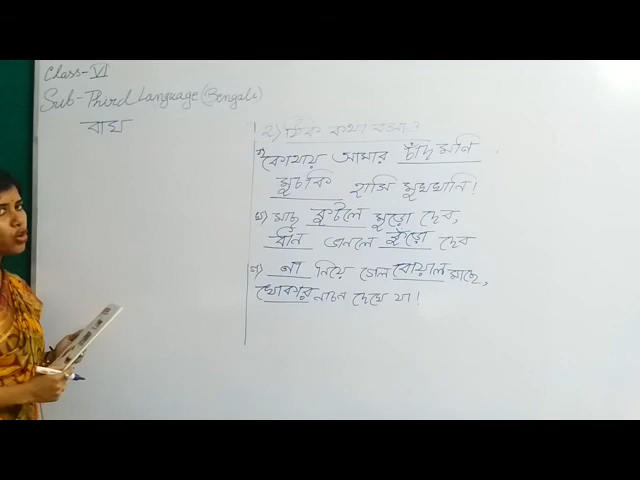 Class-VI
Sub-Third Language (Bengali)
বাঘ
২) ঠিক কথা বসাও
ক) কোথায় আমার চাঁদ মনি
মুচকি হাসি মুখখানি!
খ) মাছ কুটলে মুড়ো দেব,
ধান ভানলে কুঁড়ো দেব
গ) না নিয়ে গেল বোয়াল মাছে,
খোকার নাচন দেখে যা!